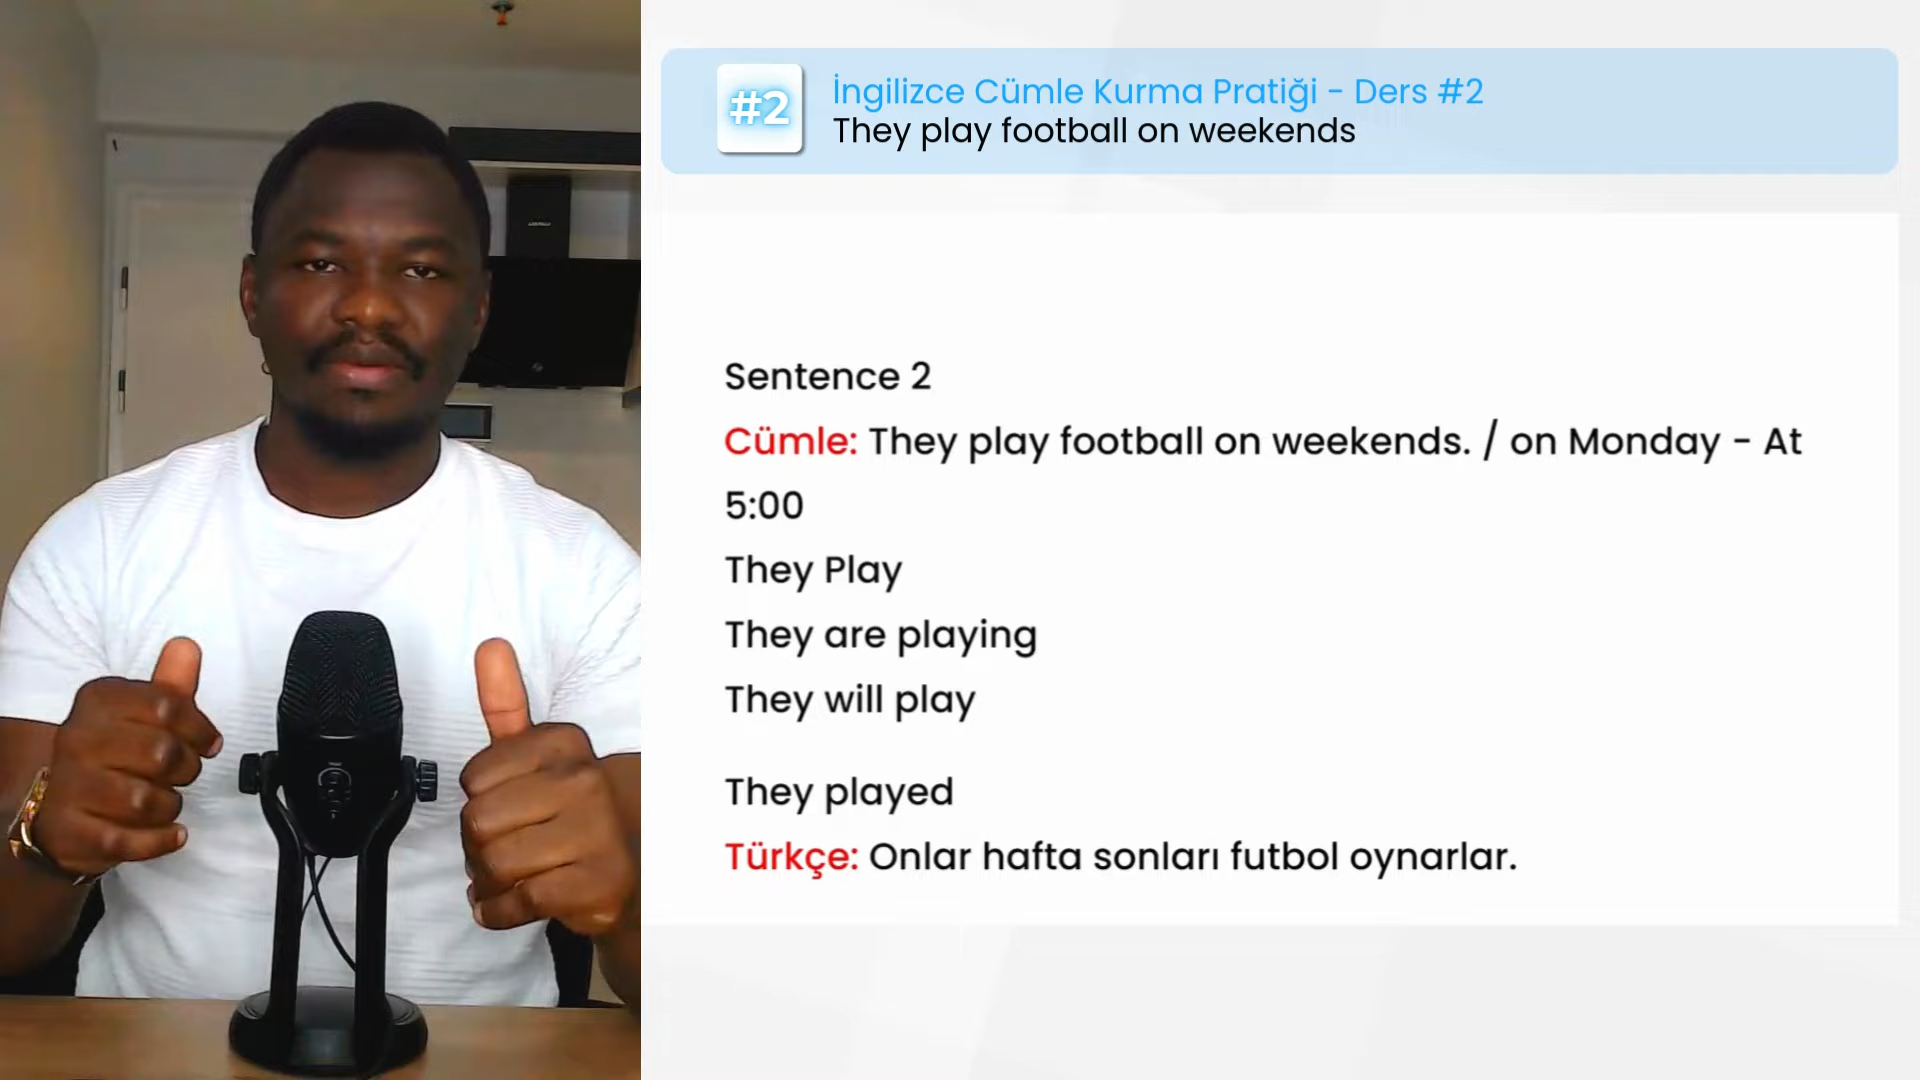 #2
İngilizce Cümle Kurma Pratiği - Ders #2
They play football on weekends
Sentence 2
Cümle: They play football on weekends. / on Monday - At
5:00
They Play
They are playing
They will play
They played
Türkçe: Onlar hafta sonları futbol oynarlar.